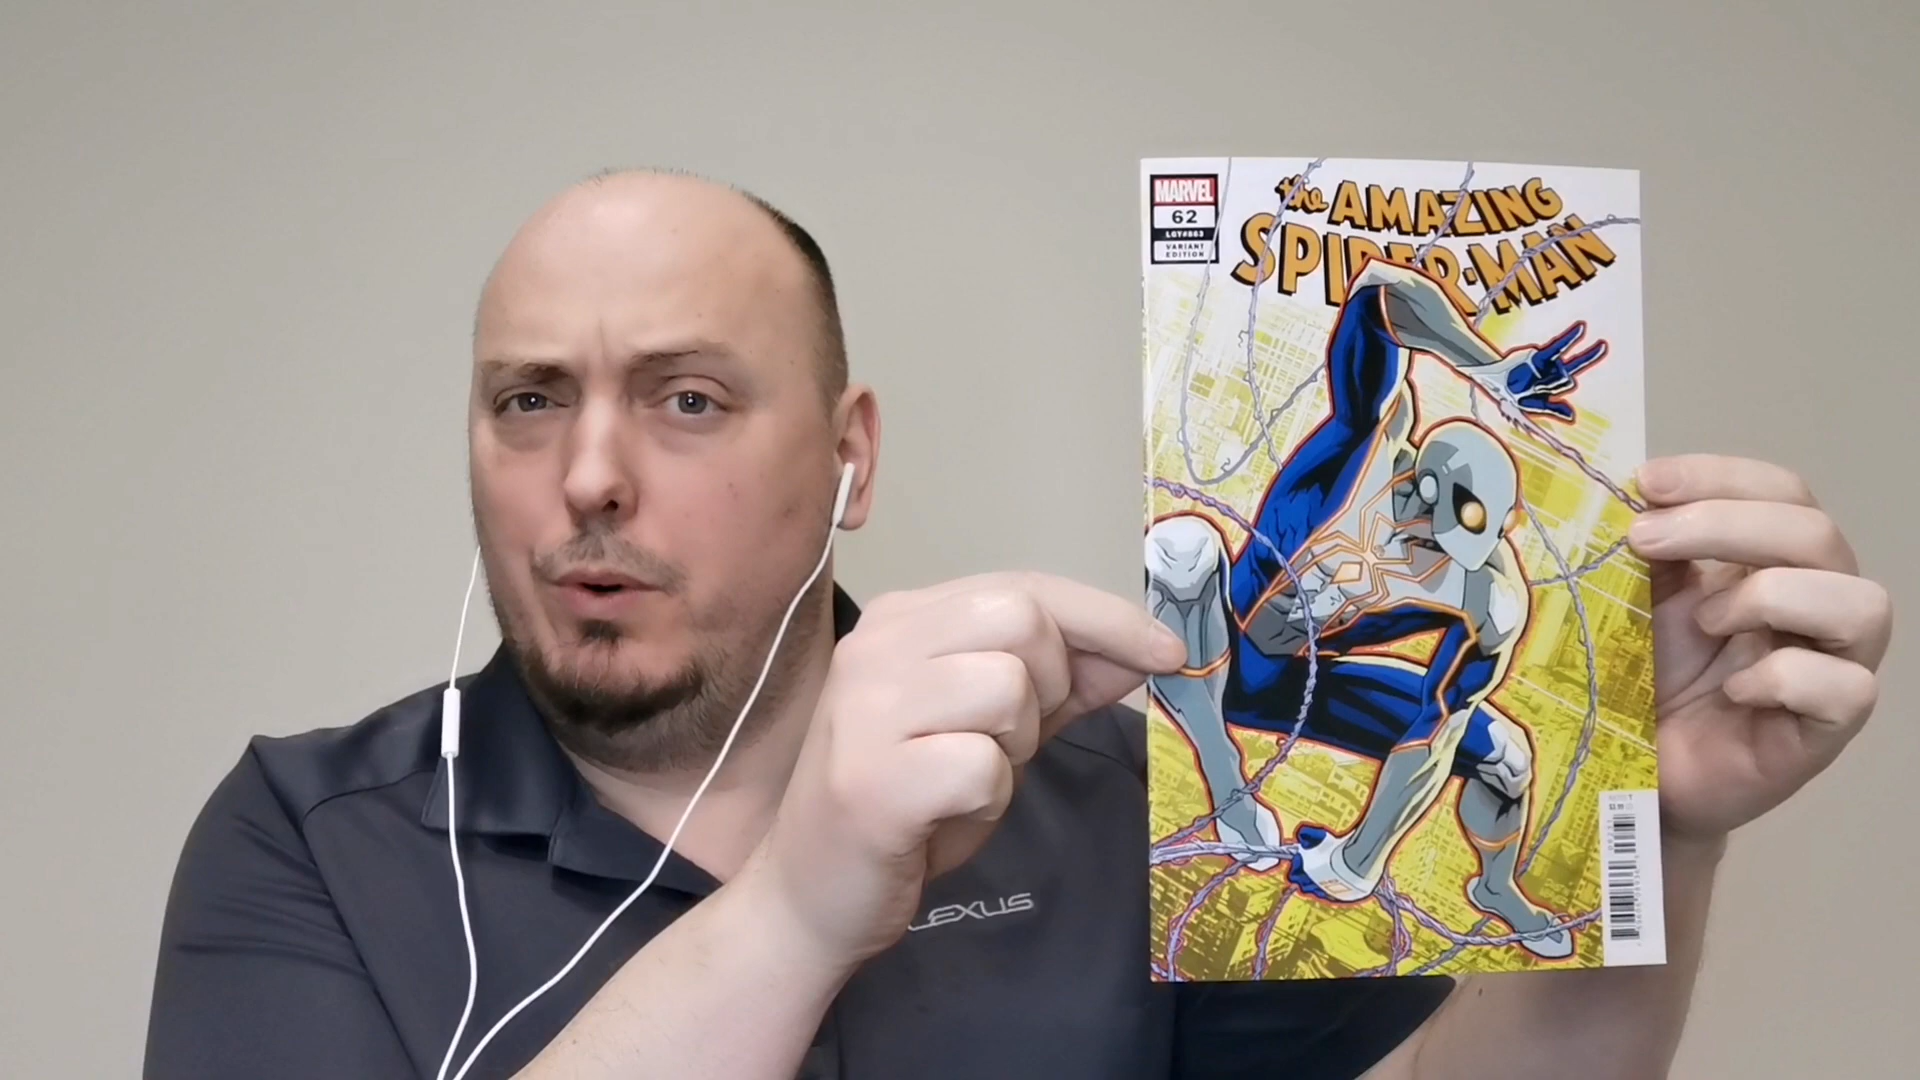 MARVEL
62
LGY#863
VARIANT
EDITION
the AMAZING
SPIDER-MAN
LEXUS